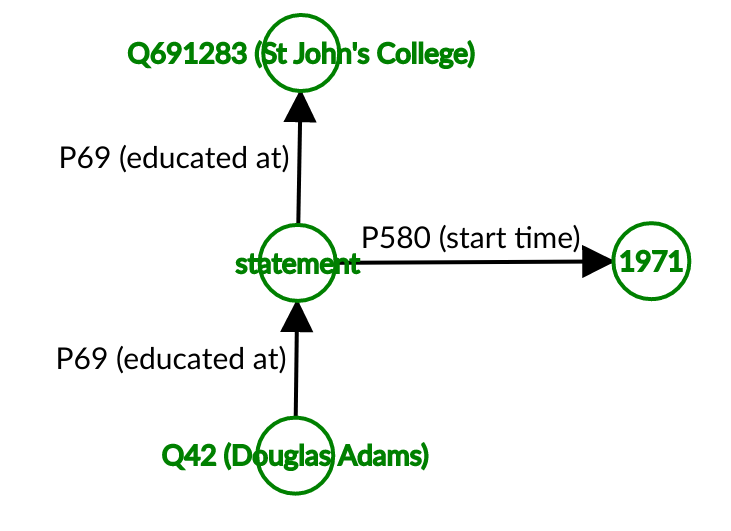 Q691283 (St John's College)
P69 (educated at)
P580 (start time)
statement
1971
P69 (educated at)
Q42 (Douglas Adams)